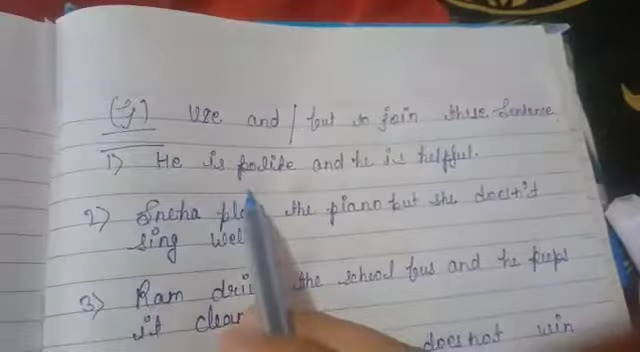 (g) Use and / but to join these Sentence
1) He is polite and he is helpful.
2) Sneha the piano but she doesn't
sing
3) Ram the school bus and he keeps
it
does not win